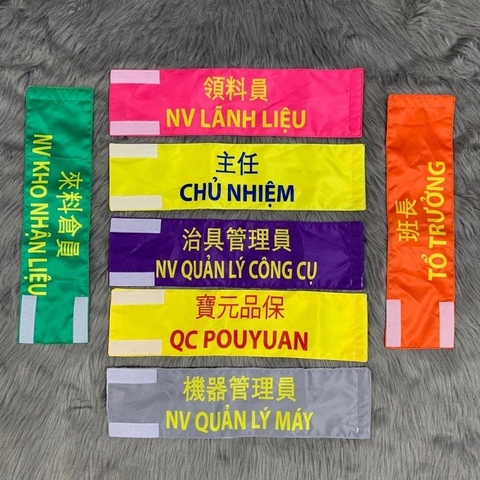 領料員
NV LÃNH LIỆU
主任
CHỦ NHIỆM
治具管理員
NV QUẢN LÝ CÔNG CỤ
寶元品保
QC POUYUAN
機器管理員
NV QUẢN LÝ MÁY
來料倉員
NV KHO NHẬN LIỆU
班長
TỔ TRƯỞNG